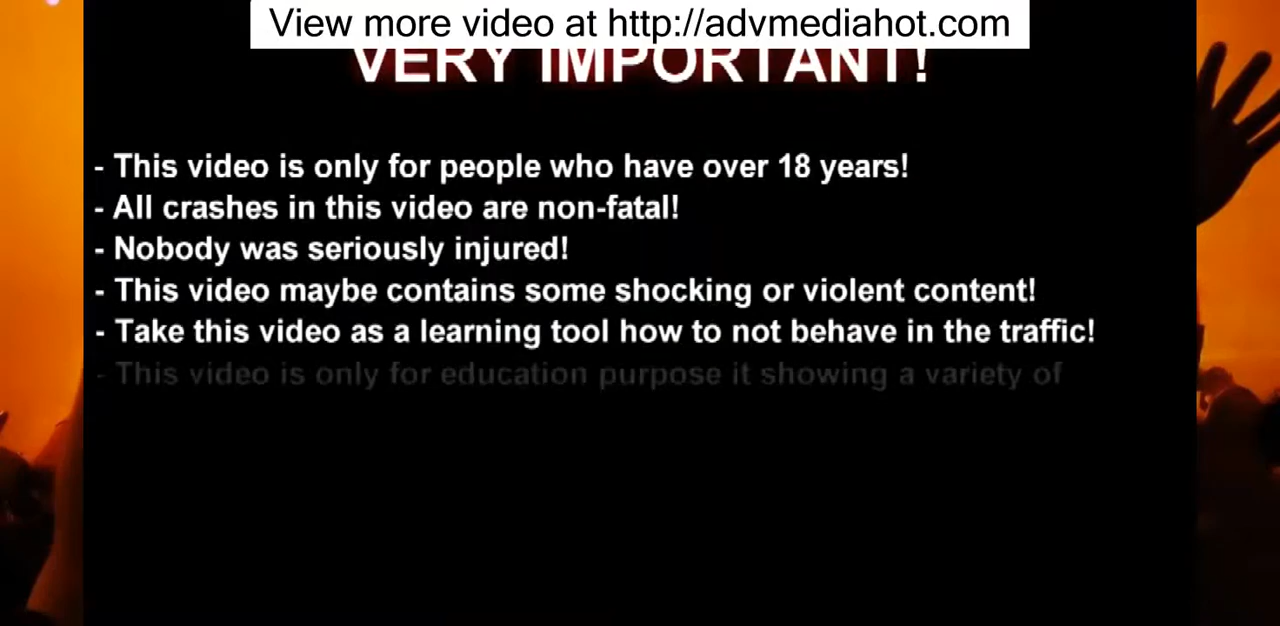 View more video at http://advmediahot.com
VERY IMPORTANT!
- This video is only for people who have over 18 years!
- All crashes in this video are non-fatal!
- Nobody was seriously injured!
- This video maybe contains some shocking or violent content!
- Take this video as a learning tool how to not behave in the traffic!
- This video is only for education purpose it showing a variety of